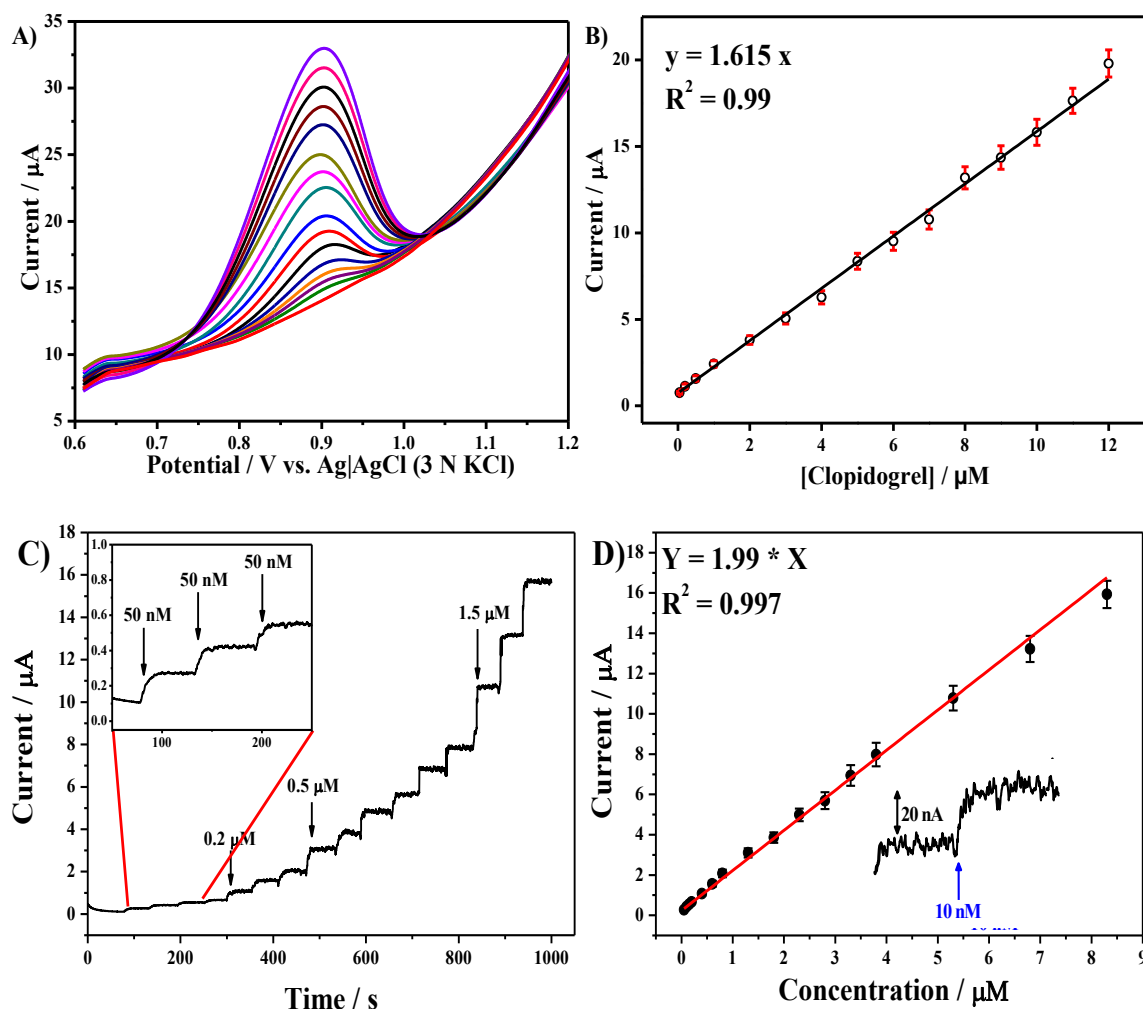 A)
35
30
25
20
15
10
5
0.6 0.7 0.8 0.9 1.0 1.1 1.2
Current / µA
Potential / V vs. Ag|AgCl (3 N KCl)
B)
y = 1.615 x
R² = 0.99
20
15
10
5
0
0 2 4 6 8 10 12
Current / µA
[Clopidogrel] / µM
C)
18
16
14
12
10
8
6
4
2
0
0 200 400 600 800 1000
Current / µA
Time / s
1.0
0.8
0.6
0.4
0.2
0.0
100 200
50 nM
50 nM
50 nM
0.2 µM
0.5 µM
1.5 µM
D)
Y = 1.99 * X
R² = 0.997
18
16
14
12
10
8
6
4
2
0
0 1 2 3 4 5 6 7 8 9
Current / µA
Concentration / µM
20 nA
10 nM